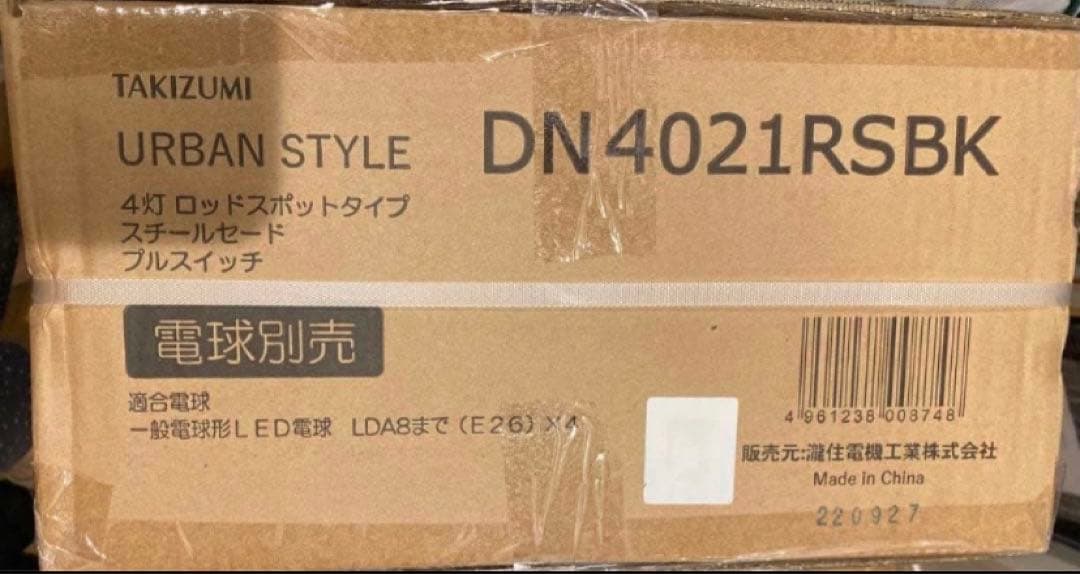 TAKIZUMI
URBAN STYLE
DN4021RSBK
4灯 ロッドスポットタイプ
スチールセード
プルスイッチ
電球別売
適合電球
一般電球形LED電球 LDA8まで(E26)×4
4 961236 008748
販売元:瀧住電機工業株式会社
Made in China
220927